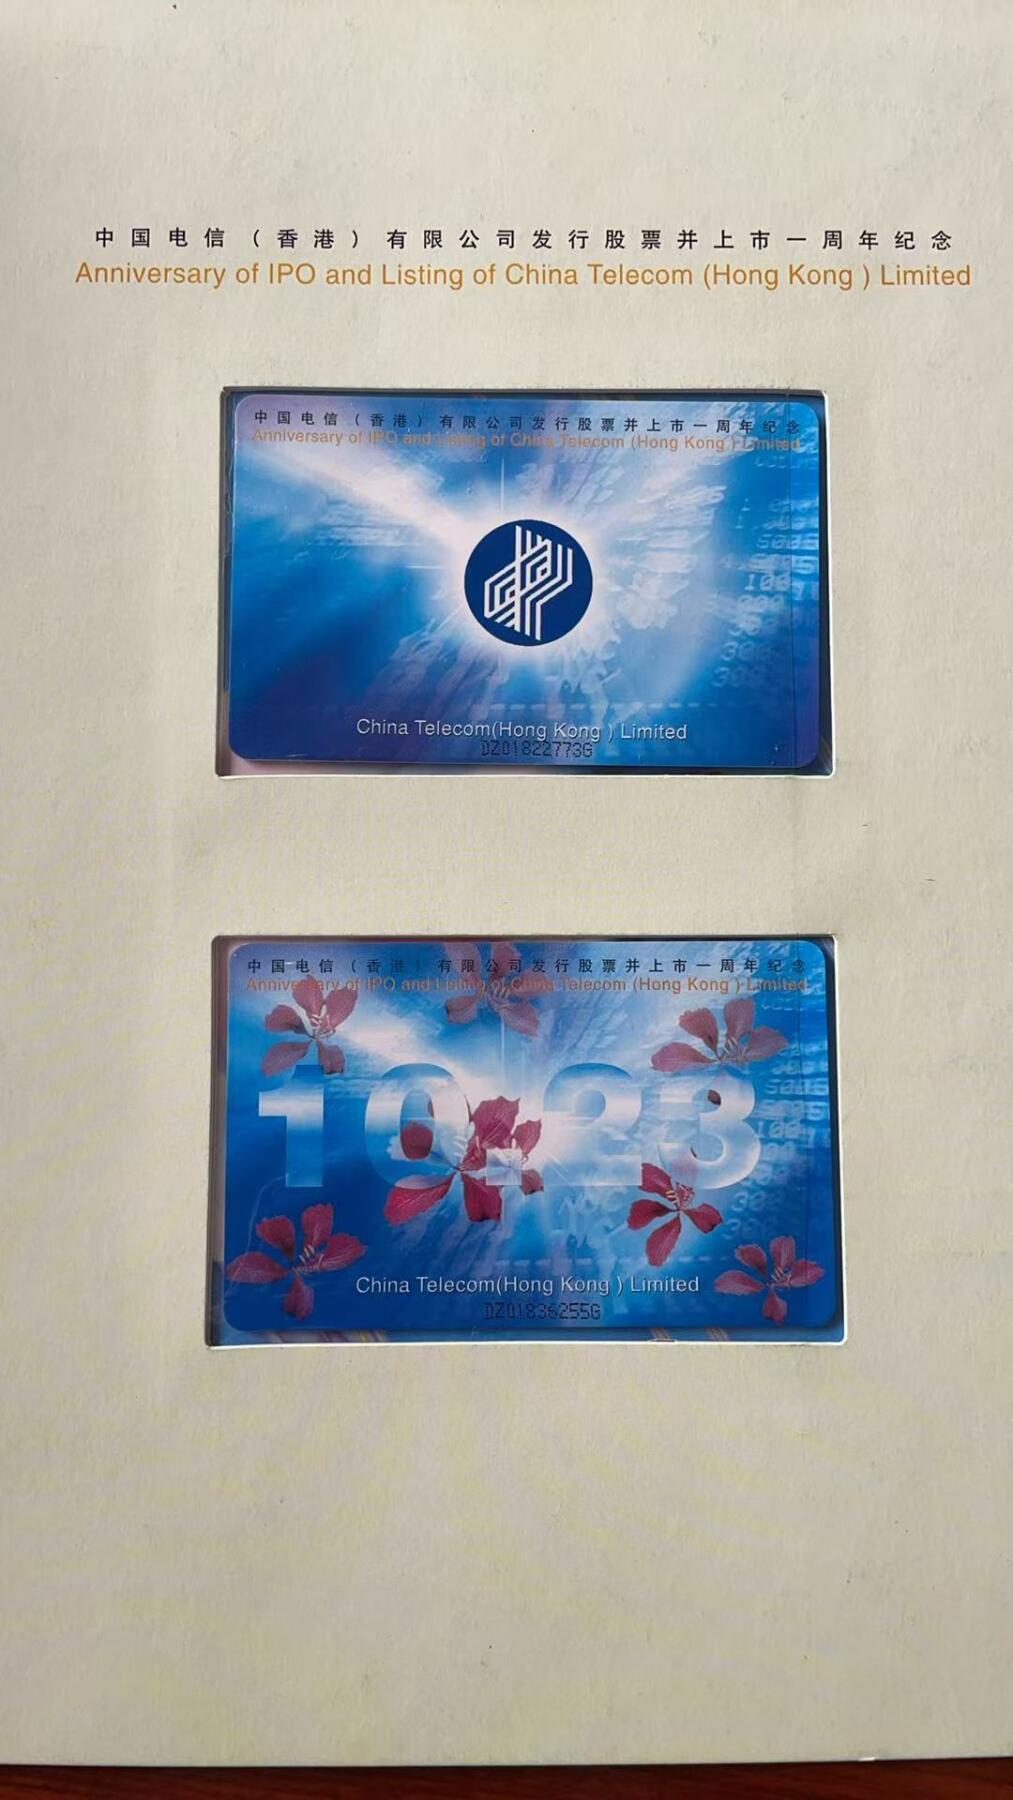 中国电信（香港）有限公司发行股票并上市一周年纪念
Anniversary of IPO and Listing of China Telecom (Hong Kong ) Limited
中国电信（香港）有限公司发行股票并上市一周年纪念
Anniversary of IPO and Listing of China Telecom (Hong Kong ) Limited
China Telecom(Hong Kong ) Limited
DZ01822773G
中国电信（香港）有限公司发行股票并上市一周年纪念
Anniversary of IPO and Listing of China Telecom (Hong Kong ) Limited
10.23
China Telecom(Hong Kong ) Limited
DZ01836255G